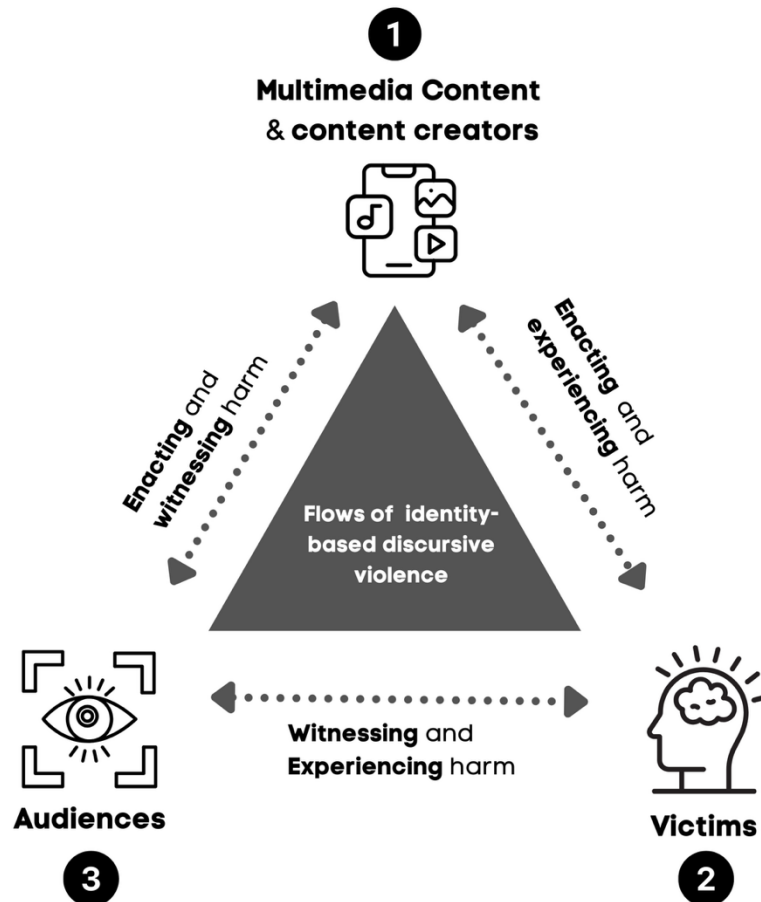 1
Multimedia Content
& content creators
Enacting and
witnessing harm
Enacting and
experiencing harm
Flows of identity-
based discursive
violence
Witnessing and
Experiencing harm
Audiences
3
Victims
2